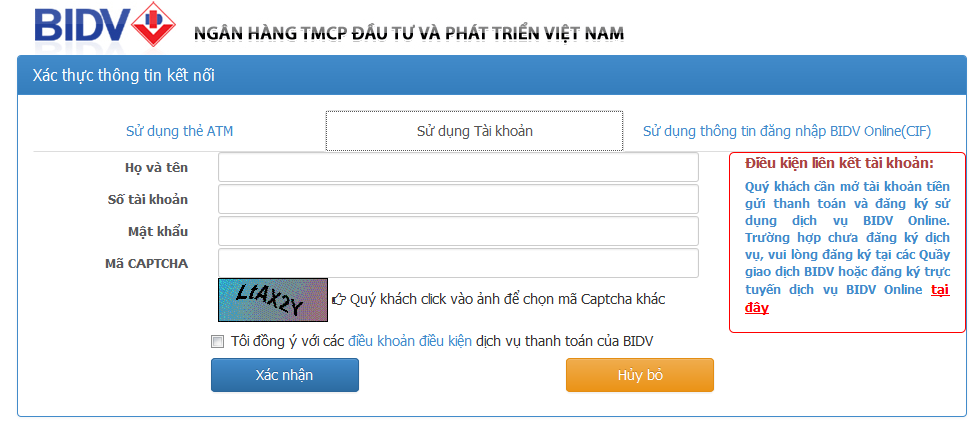 BIDV NGÂN HÀNG TMCP ĐẦU TƯ VÀ PHÁT TRIỂN VIỆT NAM
Xác thực thông tin kết nối
Sử dụng thẻ ATM
Sử dụng Tài khoản
Sử dụng thông tin đăng nhập BIDV Online(CIF)
Họ và tên
Số tài khoản
Mật khẩu
Mã CAPTCHA
LtAX2Y
Quý khách click vào ảnh để chọn mã Captcha khác
Điều kiện liên kết tài khoản:
Quý khách cần mở tài khoản tiền
gửi thanh toán và đăng ký sử
dụng dịch vụ BIDV Online.
Trường hợp chưa đăng ký dịch
vụ, vui lòng đăng ký tại các Quầy
giao dịch BIDV hoặc đăng ký trực
tuyến dịch vụ BIDV Online tại
đây
Tôi đồng ý với các điều khoản điều kiện dịch vụ thanh toán của BIDV
Xác nhận
Hủy bỏ